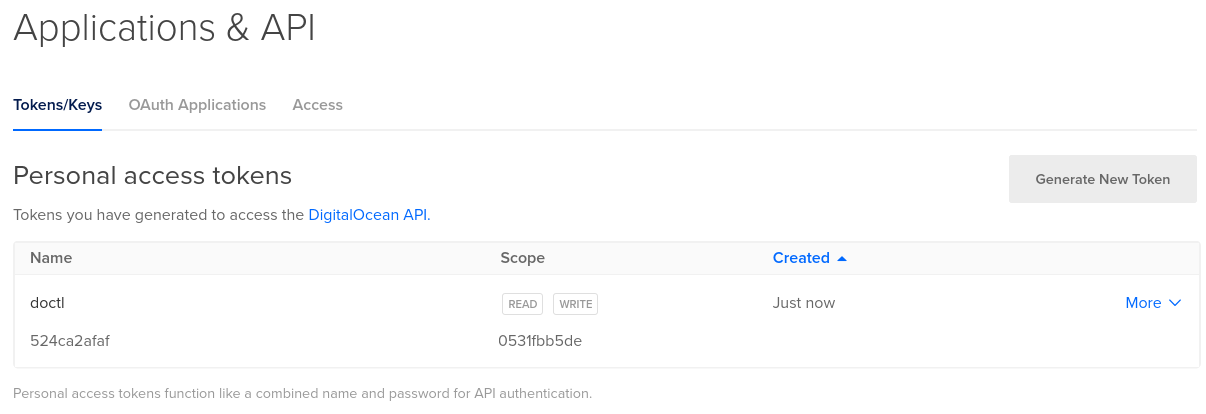 Applications & API
Tokens/Keys OAuth Applications Access
Personal access tokens
Generate New Token
Tokens you have generated to access the DigitalOcean API.
Name Scope Created
doctl READ WRITE Just now More
524ca2afaf 0531fbb5de
Personal access tokens function like a combined name and password for API authentication.